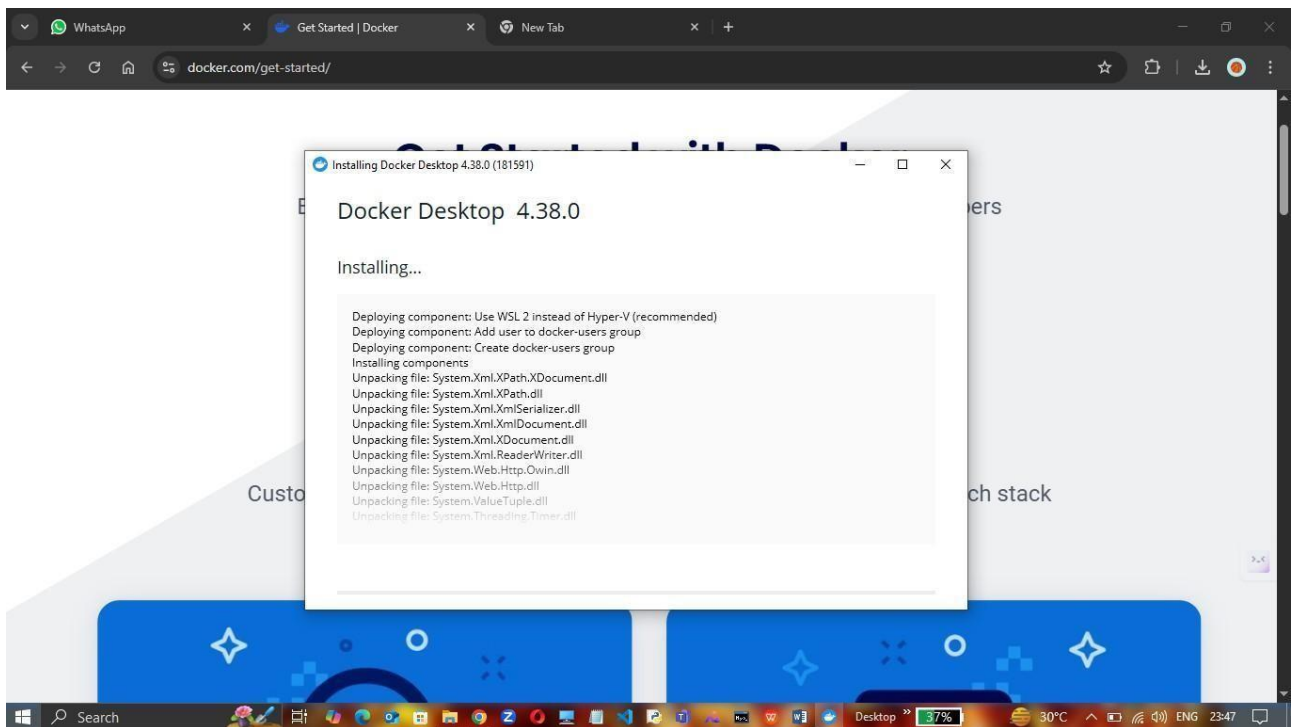 WhatsApp
Get Started | Docker
New Tab
docker.com/get-started/
Installing Docker Desktop 4.38.0 (181591)
Docker Desktop 4.38.0
ers
Installing...
Deploying component: Use WSL 2 instead of Hyper-V (recommended)
Deploying component: Add user to docker-users group
Deploying component: Create docker-users group
Installing components
Unpacking file: System.Xml.XPath.XDocument.dll
Unpacking file: System.Xml.XPath.dll
Unpacking file: System.Xml.XmlSerializer.dll
Unpacking file: System.Xml.XmlDocument.dll
Unpacking file: System.Xml.XDocument.dll
Unpacking file: System.Xml.ReaderWriter.dll
Unpacking file: System.Web.Http.Owin.dll
Unpacking file: System.Web.Http.dll
Unpacking file: System.ValueTuple.dll
Unpacking file: System.Threading.Timer.dll
Custo
ch stack
Search
Desktop
37%
30°C
ENG
23:47